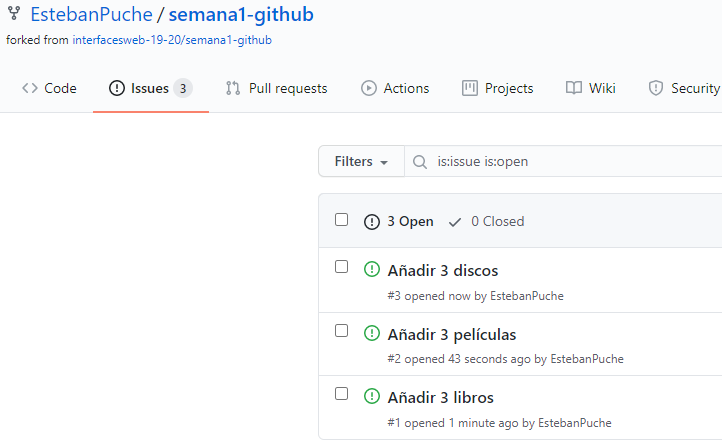 EstebanPuche / semana1-github
forked from interfacesweb-19-20/semana1-github
Code Issues 3 Pull requests Actions Projects Wiki Security
Filters is:issue is:open
3 Open 0 Closed
Añadir 3 discos
#3 opened now by EstebanPuche
Añadir 3 películas
#2 opened 43 seconds ago by EstebanPuche
Añadir 3 libros
#1 opened 1 minute ago by EstebanPuche